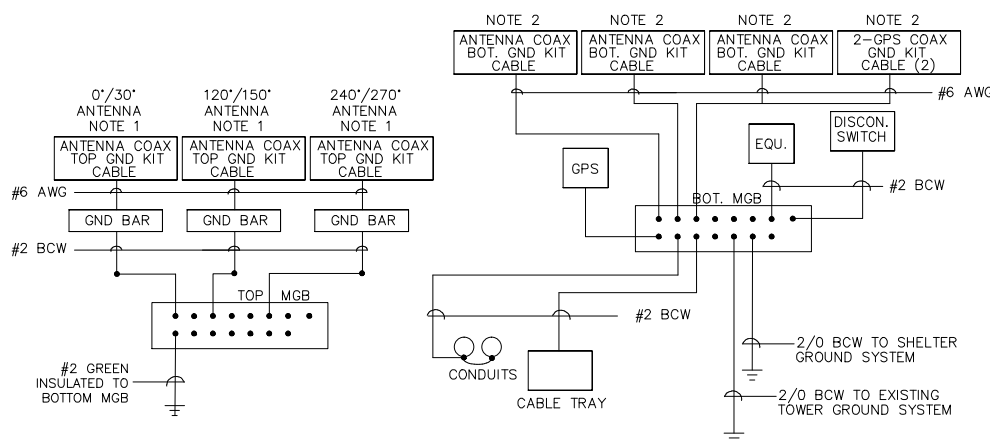 NOTE 2
NOTE 2
NOTE 2
NOTE 2
ANTENNA COAX
BOT. GND KIT
CABLE
ANTENNA COAX
BOT. GND KIT
CABLE
ANTENNA COAX
BOT. GND KIT
CABLE
2-GPS COAX
GND KIT
CABLE (2)
#6 AWG
0°/30°
ANTENNA
NOTE 1
120°/150°
ANTENNA
NOTE 1
240°/270°
ANTENNA
NOTE 1
ANTENNA COAX
TOP GND KIT
CABLE
ANTENNA COAX
TOP GND KIT
CABLE
ANTENNA COAX
TOP GND KIT
CABLE
#6 AWG
GND BAR
GND BAR
GND BAR
#2 BCW
TOP MGB
#2 GREEN
INSULATED TO
BOTTOM MGB
GPS
EQU.
DISCON.
SWITCH
#2 BCW
BOT. MGB
#2 BCW
CONDUITS
CABLE TRAY
2/0 BCW TO SHELTER
GROUND SYSTEM
2/0 BCW TO EXISTING
TOWER GROUND SYSTEM